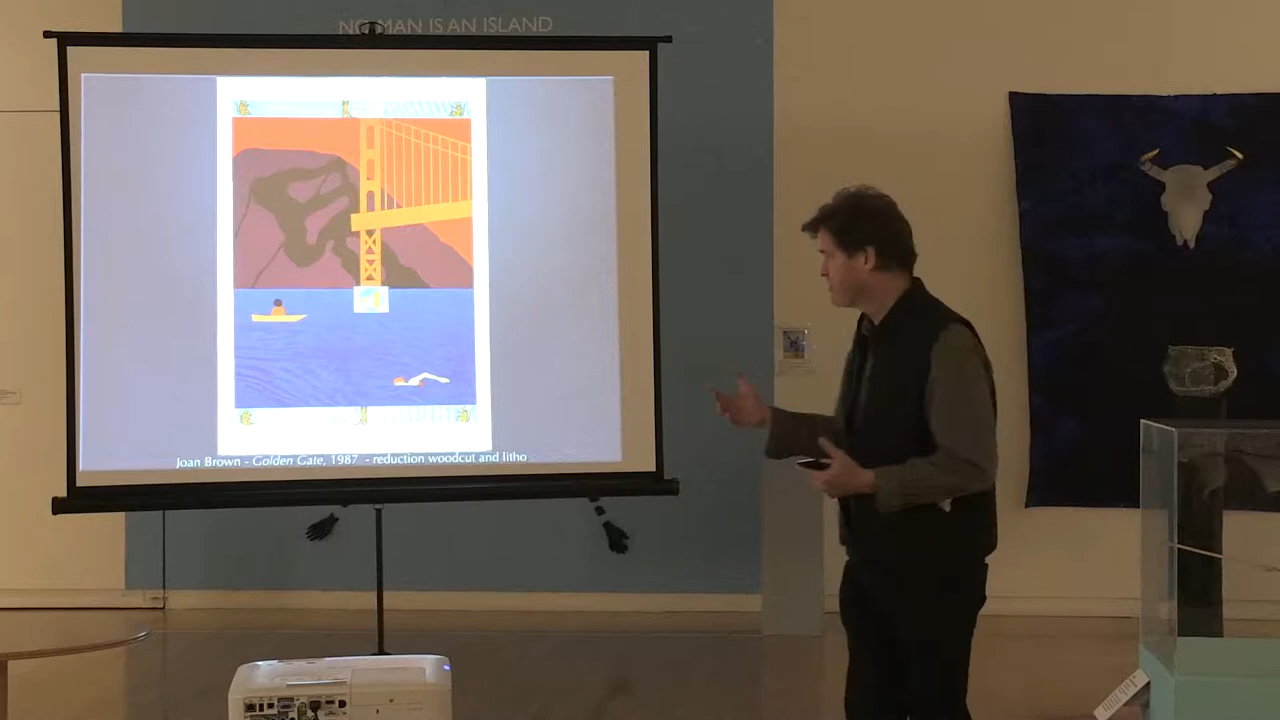 NO MAN IS AN ISLAND
Joan Brown - Golden Gate, 1987 - reduction woodcut and litho